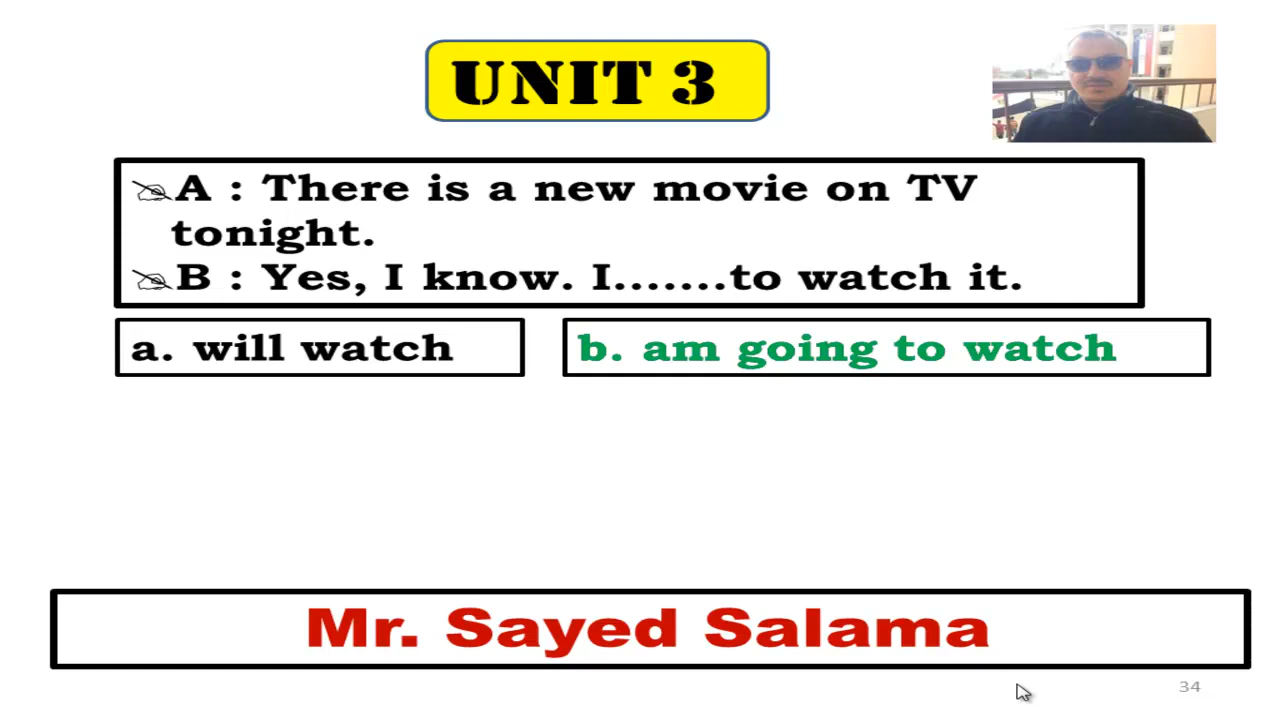 UNIT 3
A : There is a new movie on TV
tonight.
B : Yes, I know. I.......to watch it.
a. will watch
b. am going to watch
Mr. Sayed Salama
34